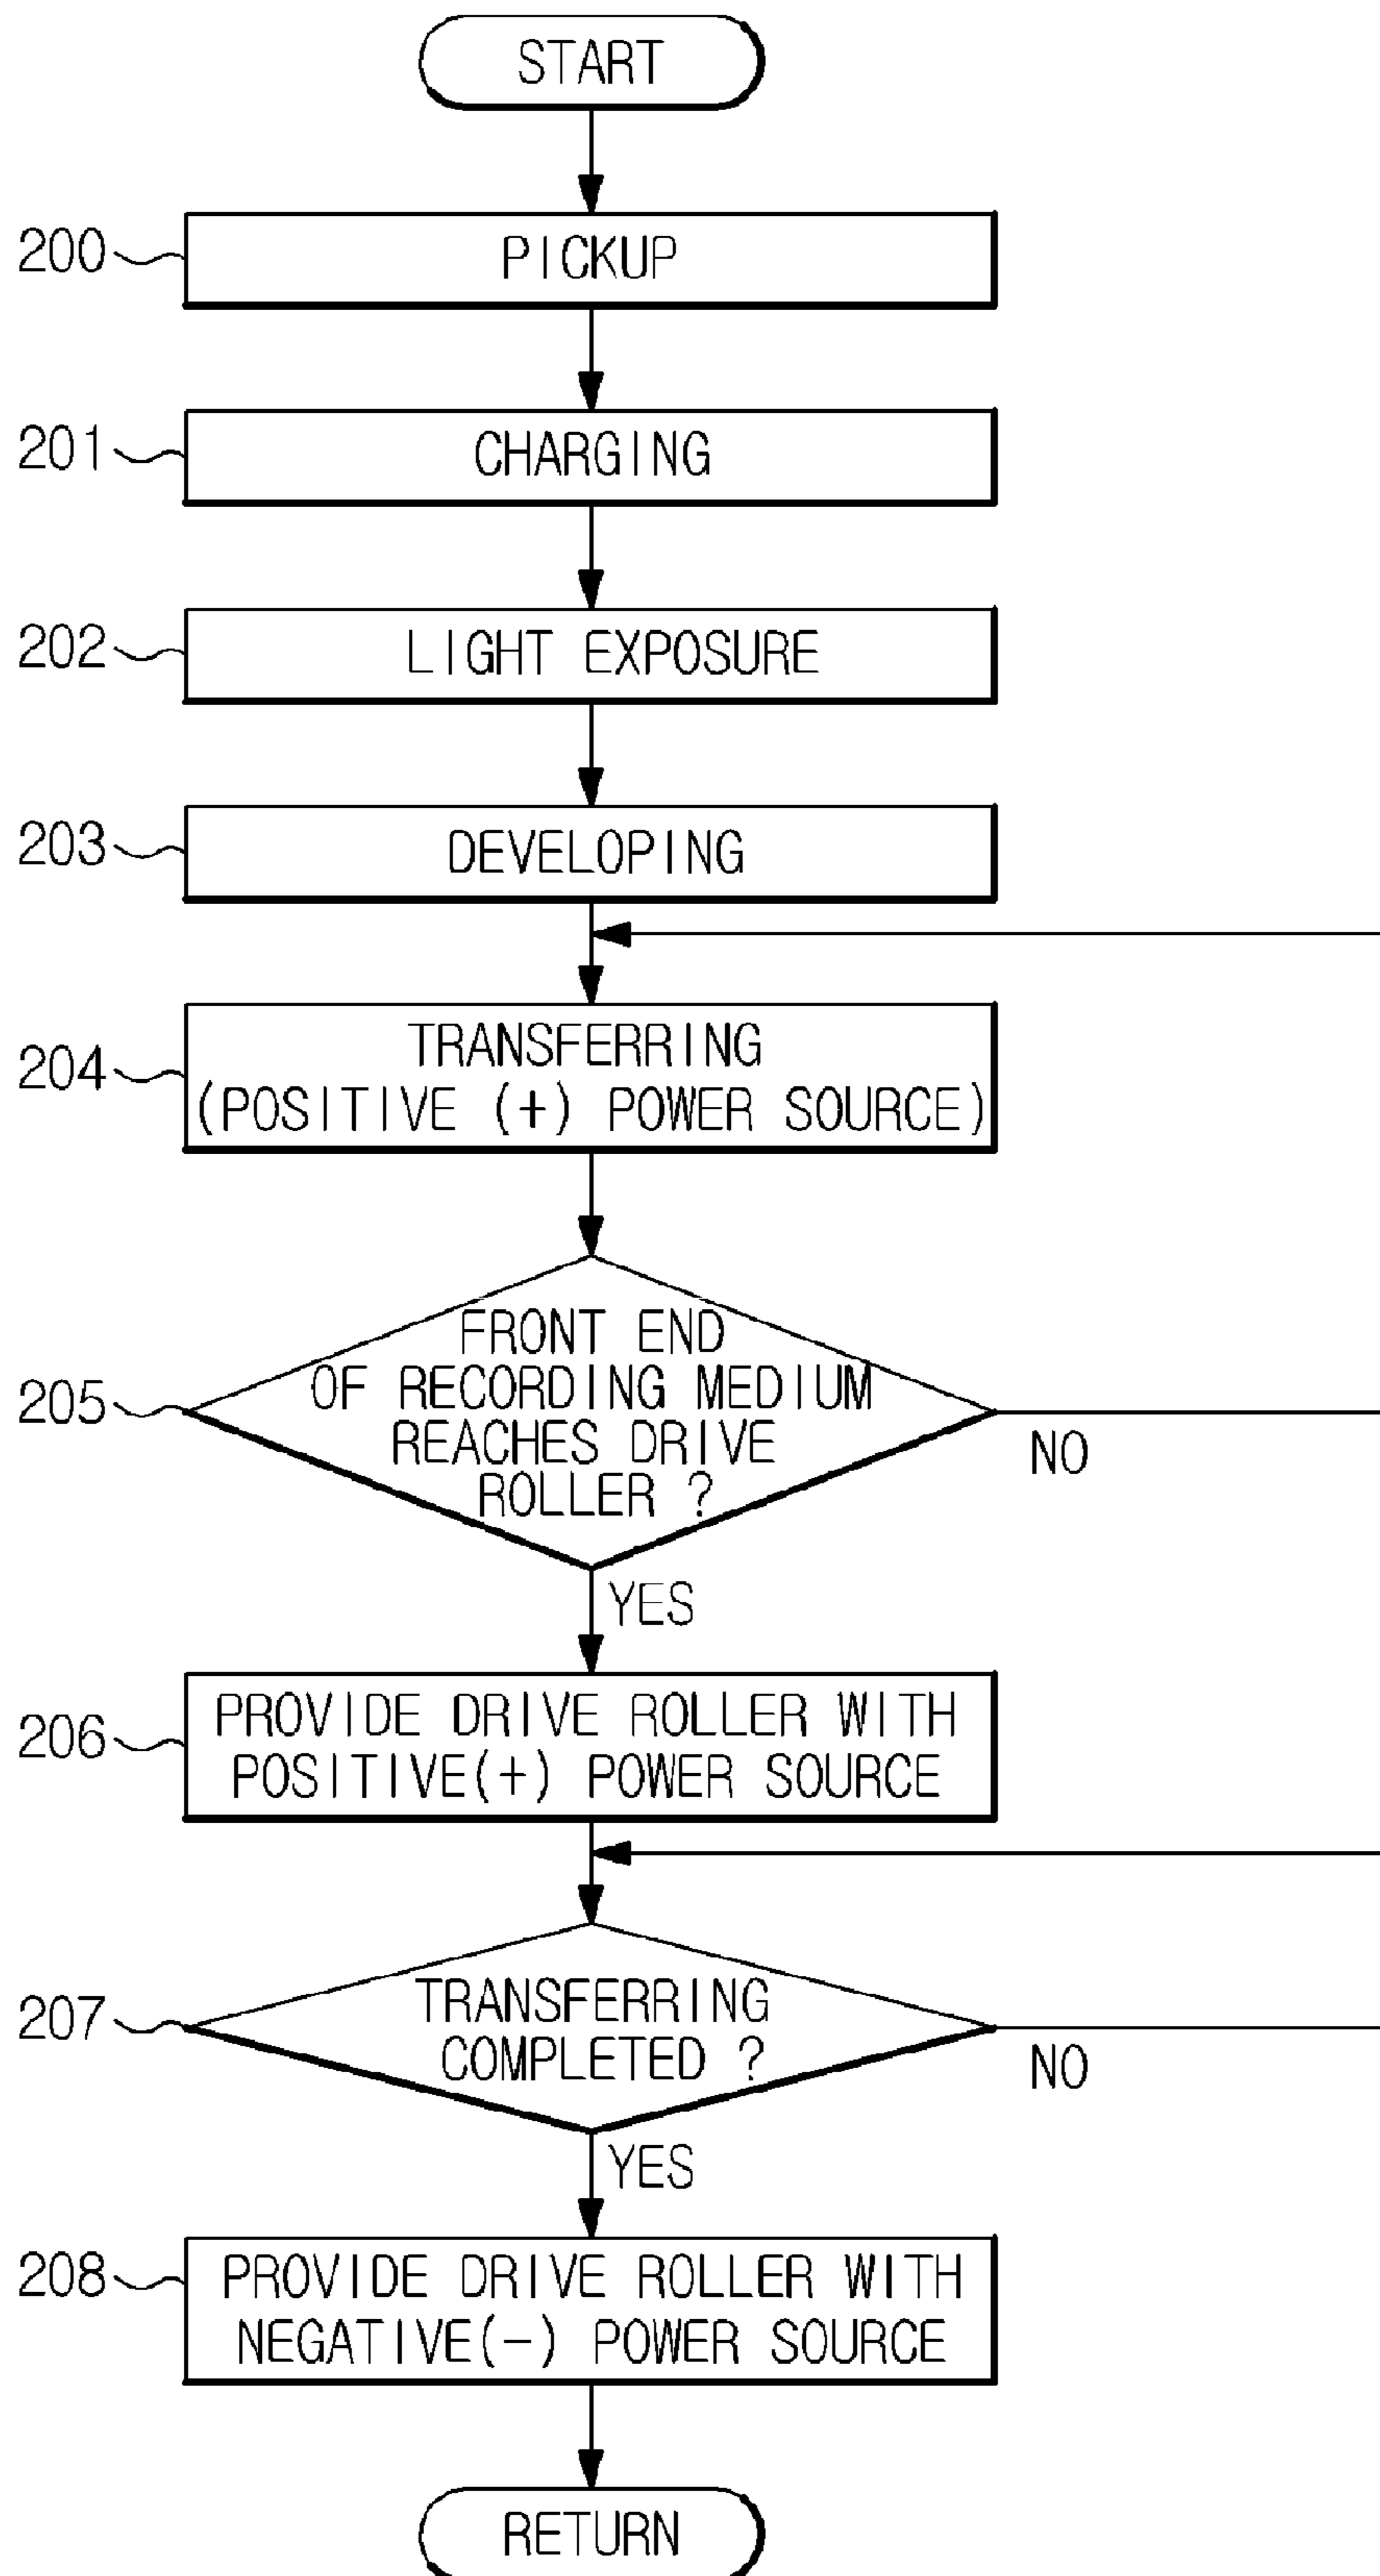 START
200
PICKUP
201
CHARGING
202
LIGHT EXPOSURE
203
DEVELOPING
204
TRANSFERRING
(POSITIVE (+) POWER SOURCE)
205
FRONT END
OF RECORDING MEDIUM
REACHES DRIVE
ROLLER ?
NO
YES
206
PROVIDE DRIVE ROLLER WITH
POSITIVE(+) POWER SOURCE
207
TRANSFERRING
COMPLETED ?
NO
YES
208
PROVIDE DRIVE ROLLER WITH
NEGATIVE(-) POWER SOURCE
RETURN